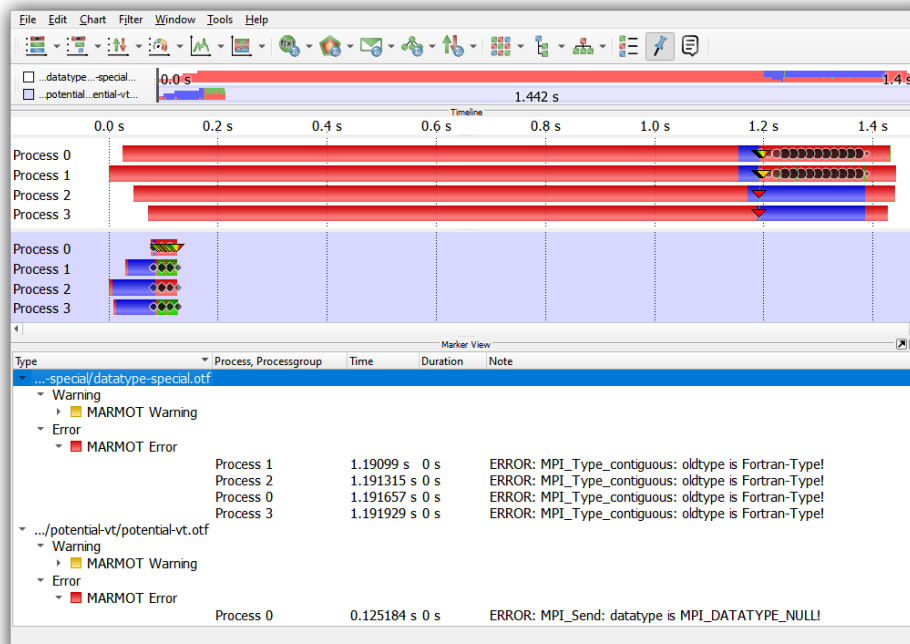 File Edit Chart Filter Window Tools Help
...datatype...-special... 0.0 s 1.4 s
...potential...ential-vt... 1.442 s
Timeline
0.0 s 0.2 s 0.4 s 0.6 s 0.8 s 1.0 s 1.2 s 1.4 s
Process 0
Process 1
Process 2
Process 3
Process 0
Process 1
Process 2
Process 3
Marker View
Type Process, Processgroup Time Duration Note
...-special/datatype-special.otf
Warning
MARMOT Warning
Error
MARMOT Error
Process 1 1.19099 s 0 s ERROR: MPI_Type_contiguous: oldtype is Fortran-Type!
Process 2 1.191315 s 0 s ERROR: MPI_Type_contiguous: oldtype is Fortran-Type!
Process 0 1.191657 s 0 s ERROR: MPI_Type_contiguous: oldtype is Fortran-Type!
Process 3 1.191929 s 0 s ERROR: MPI_Type_contiguous: oldtype is Fortran-Type!
.../potential-vt/potential-vt.otf
Warning
MARMOT Warning
Error
MARMOT Error
Process 0 0.125184 s 0 s ERROR: MPI_Send: datatype is MPI_DATATYPE_NULL!